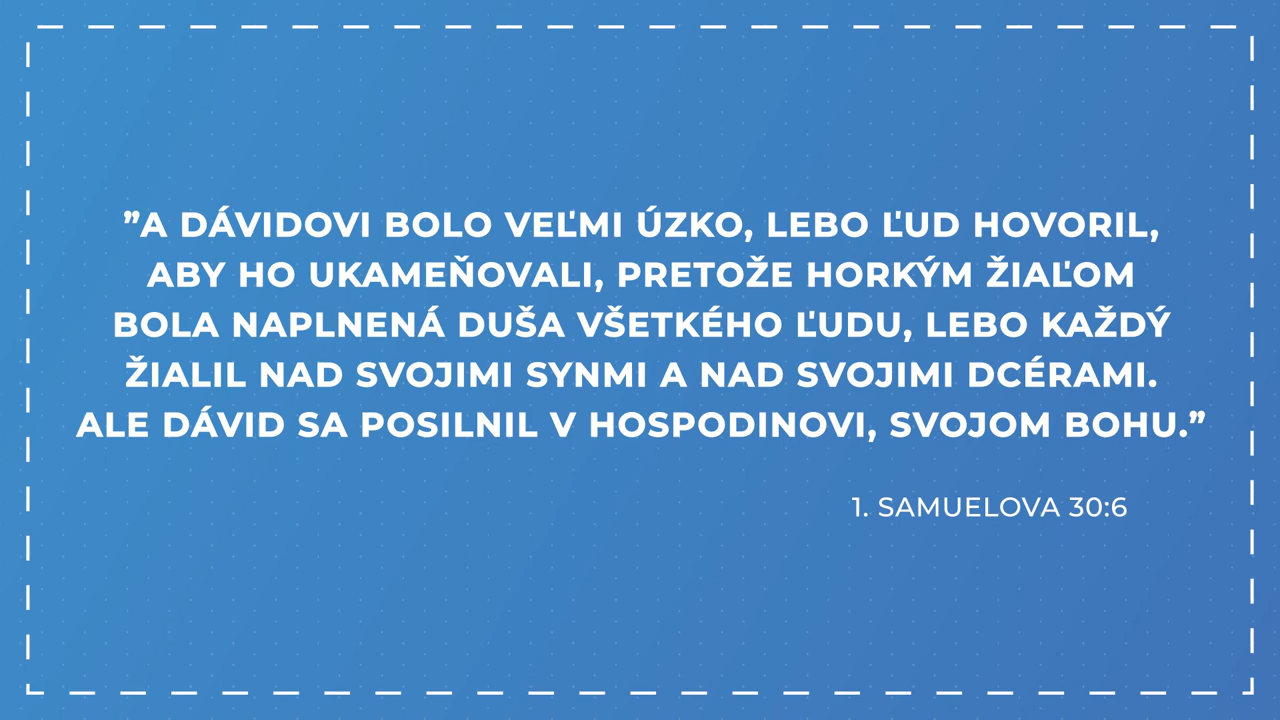 ”A DÁVIDOVI BOLO VEĽMI ÚZKO, LEBO ĽUD HOVORIL,
ABY HO UKAMEŇOVALI, PRETOŽE HORKÝM ŽIAĽOM
BOLA NAPLNENÁ DUŠA VŠETKÉHO ĽUDU, LEBO KAŽDÝ
ŽIALIL NAD SVOJIMI SYNMI A NAD SVOJIMI DCÉRAMI.
ALE DÁVID SA POSILNIL V HOSPODINOVI, SVOJOM BOHU.”
1. SAMUELOVA 30:6